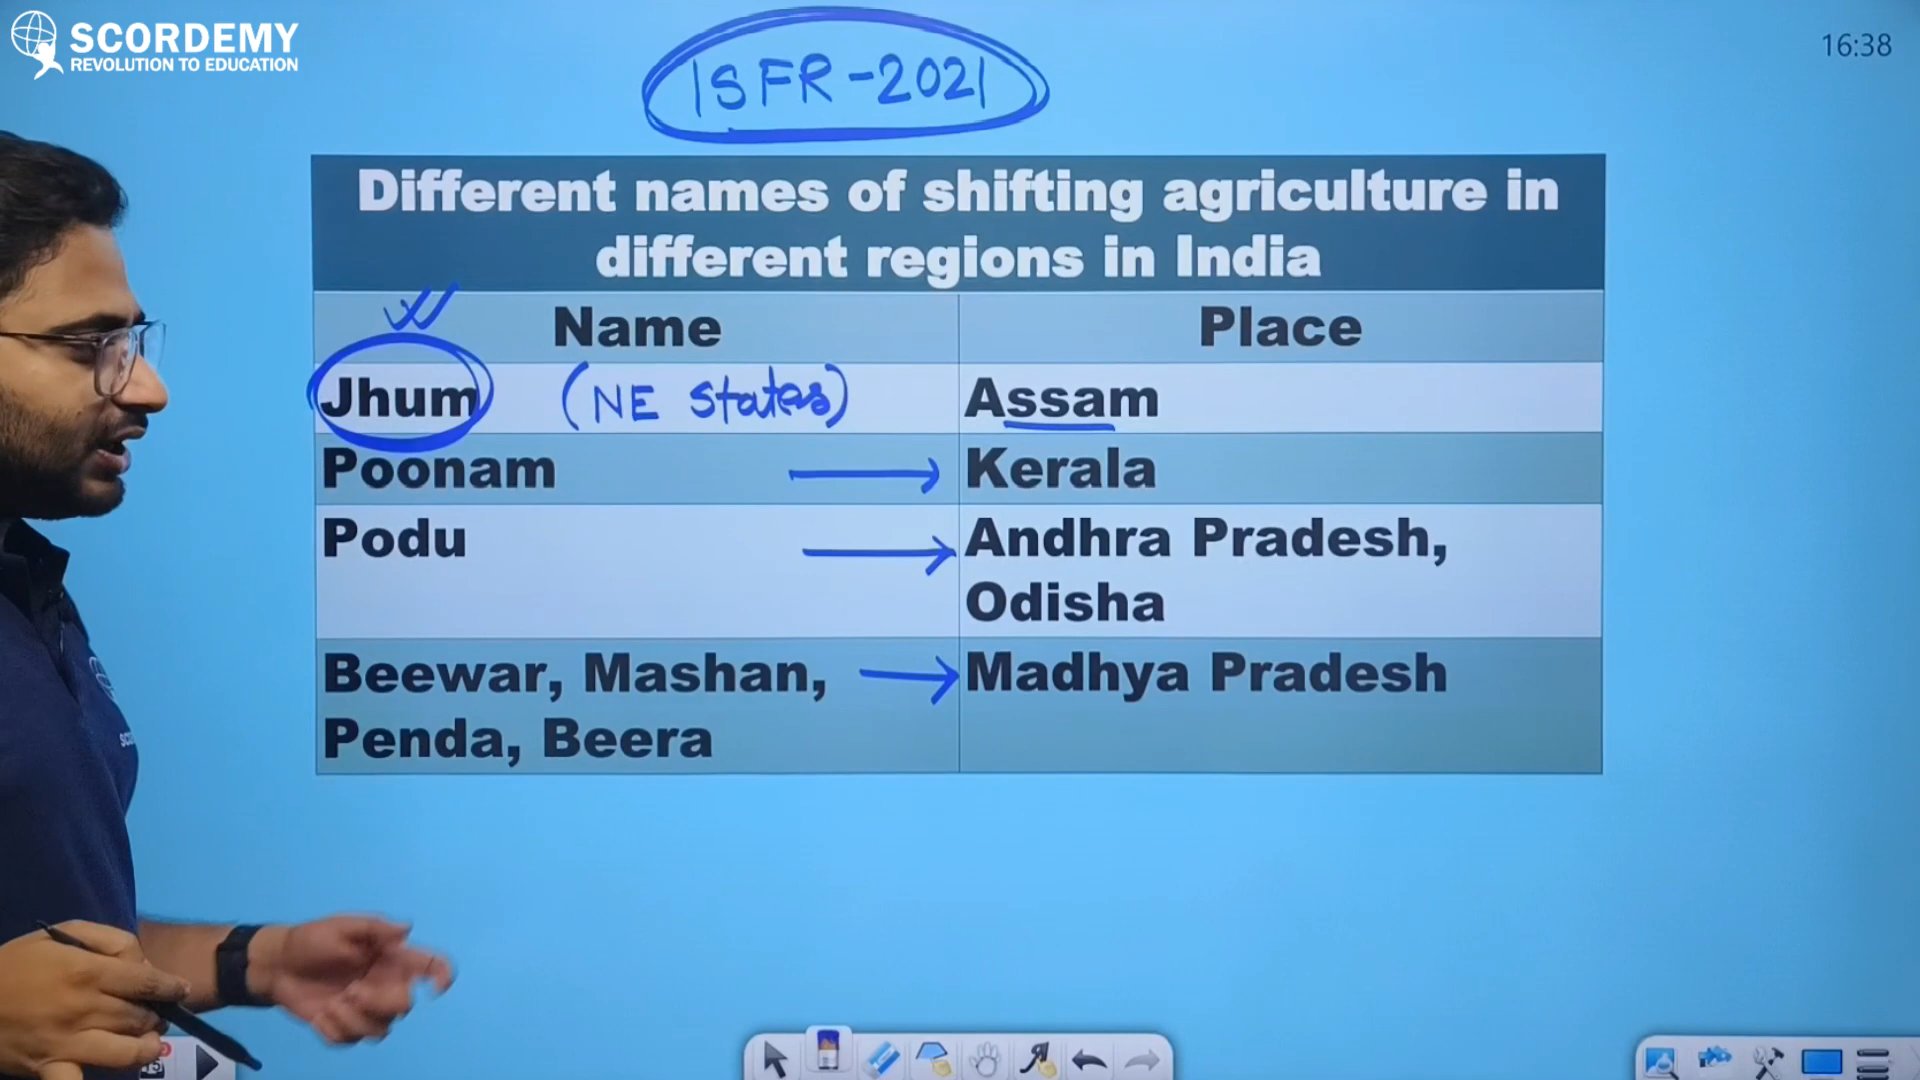 SCORDEMY
REVOLUTION TO EDUCATION
16:38
ISFR-2021
Different names of shifting agriculture in
different regions in India
Name Place
Jhum (NE states) Assam
Poonam Kerala
Podu Andhra Pradesh,
Odisha
Beewar, Mashan, Madhya Pradesh
Penda, Beera